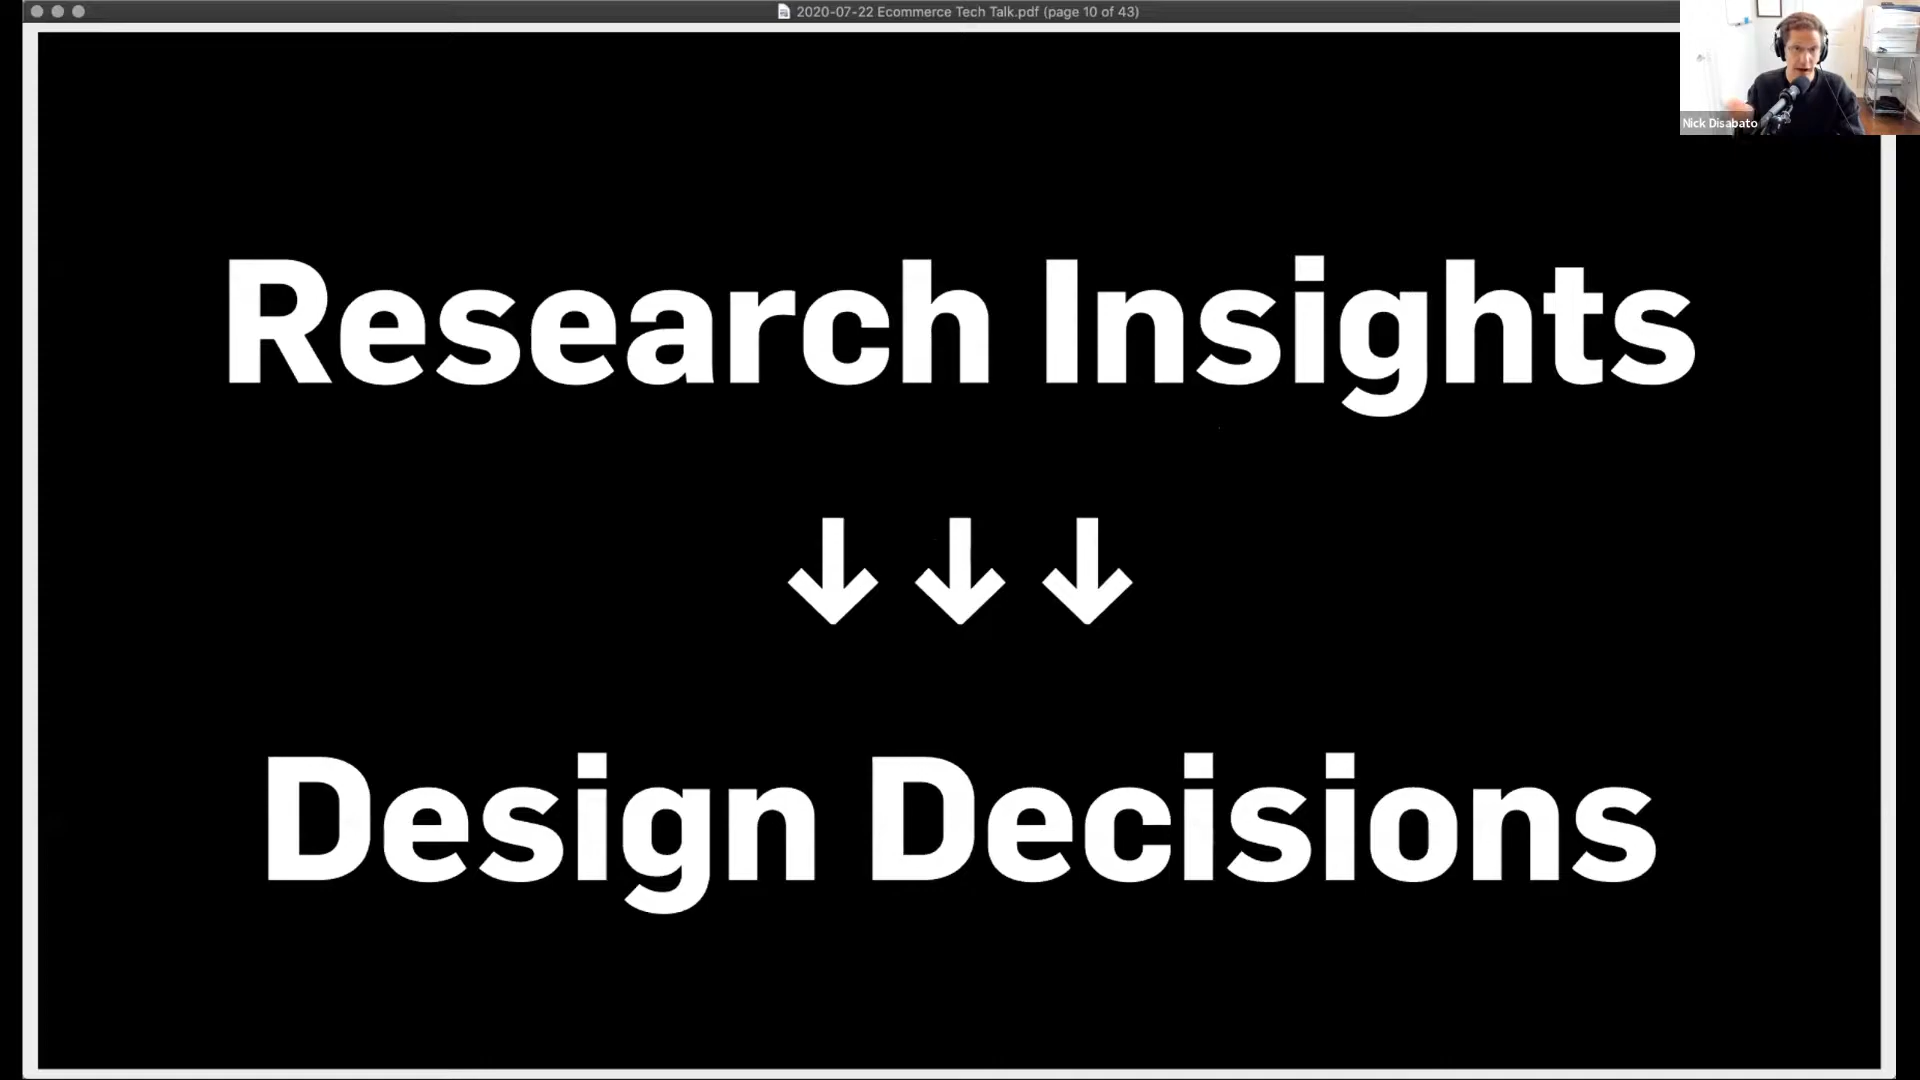 2020-07-22 Ecommerce Tech Talk.pdf (page 10 of 43)
Nick Disabato
Research Insights
↓↓↓
Design Decisions